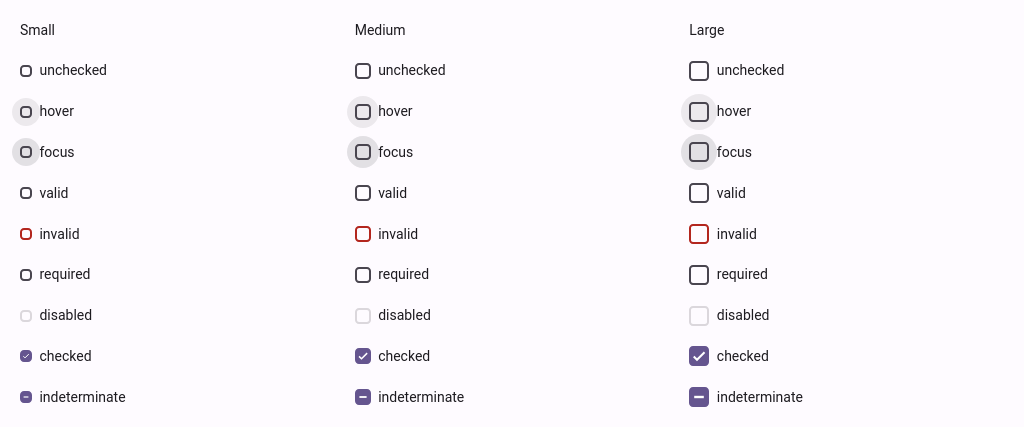 Small
unchecked
hover
focus
valid
invalid
required
disabled
checked
indeterminate
Medium
unchecked
hover
focus
valid
invalid
required
disabled
checked
indeterminate
Large
unchecked
hover
focus
valid
invalid
required
disabled
checked
indeterminate